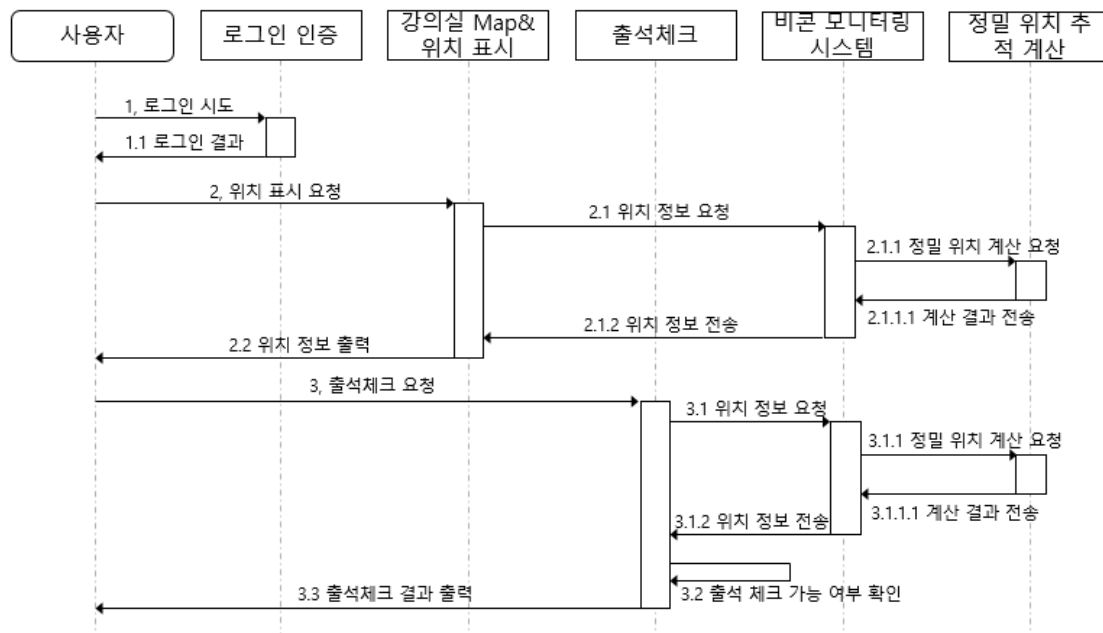 사용자
로그인 인증
강의실 Map&
위치 표시
출석체크
비콘 모니터링
시스템
정밀 위치 추
적 계산
1, 로그인 시도
1.1 로그인 결과
2, 위치 표시 요청
2.1 위치 정보 요청
2.1.1 정밀 위치 계산 요청
2.1.1.1 계산 결과 전송
2.1.2 위치 정보 전송
2.2 위치 정보 출력
3, 출석체크 요청
3.1 위치 정보 요청
3.1.1 정밀 위치 계산 요청
3.1.1.1 계산 결과 전송
3.1.2 위치 정보 전송
3.2 출석 체크 가능 여부 확인
3.3 출석체크 결과 출력